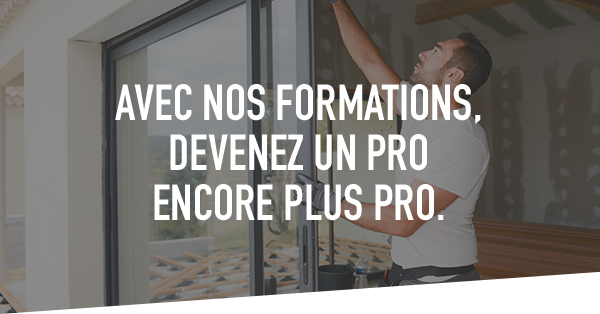 AVEC NOS FORMATIONS,
DEVENEZ UN PRO
ENCORE PLUS PRO.